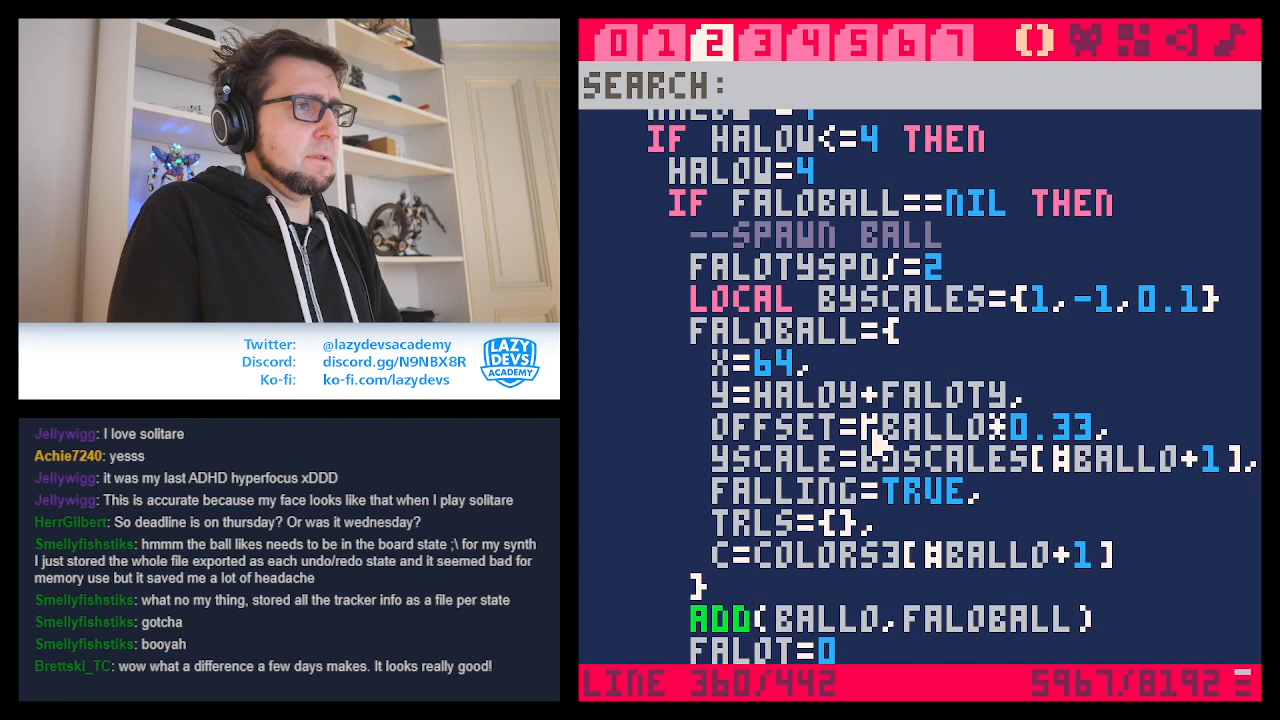 0 1 2 3 4 5 6 7
SEARCH:
IF HALOW<=4 THEN
HALOW=4
IF FALOBALL==NIL THEN
--SPAWN BALL
FALOTYSPD/=2
LOCAL BYSCALES={1,-1,0.1}
FALOBALL={
X=64,
Y=HALOY+FALOTY,
OFFSET=#BALLO*0.33,
YSCALE=BYSCALES[#BALLO+1],
FALLING=TRUE,
TRLS={},
C=COLORS3[#BALLO+1]
}
ADD(BALLO,FALOBALL)
FALOT=0
LINE 360/442 5967/8192
Twitter: @lazydevsacademy
Discord: discord.gg/N9NBX8R
Ko-fi: ko-fi.com/lazydevs
LAZY
DEVS
ACADEMY
Jellywigg: I love solitare
Achie7240: yesss
Jellywigg: it was my last ADHD hyperfocus xDDD
Jellywigg: This is accurate because my face looks like that when I play solitare
HerrGilbert: So deadline is on thursday? Or was it wednesday?
Smellyfishstiks: hmmm the ball likes needs to be in the board state ;\ for my synth
I just stored the whole file exported as each undo/redo state and it seemed bad for
memory use but it saved me a lot of headache
Smellyfishstiks: what no my thing, stored all the tracker info as a file per state
Smellyfishstiks: gotcha
Smellyfishstiks: booyah
Brettski_TC: wow what a difference a few days makes. It looks really good!